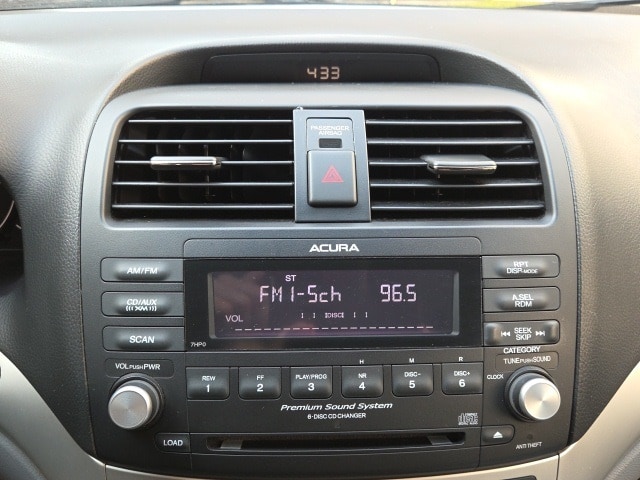 433
PASSENGER AIRBAG
ACURA
AM/FM
ST
RPT
DISP-MODE
FM1-5ch 96.5
CD/AUX
((XM))
A.SEL
RDM
VOL [DISC]
SCAN
7HP0
SEEK
SKIP
CATEGORY
VOL PUSH PWR
TUNE PUSH SOUND
H M R
REW 1
FF 2
PLAY/PROG 3
NR 4
DISC- 5
DISC+ 6
CLOCK
Premium Sound System
6-DISC CD CHANGER
LOAD
ANTI THEFT